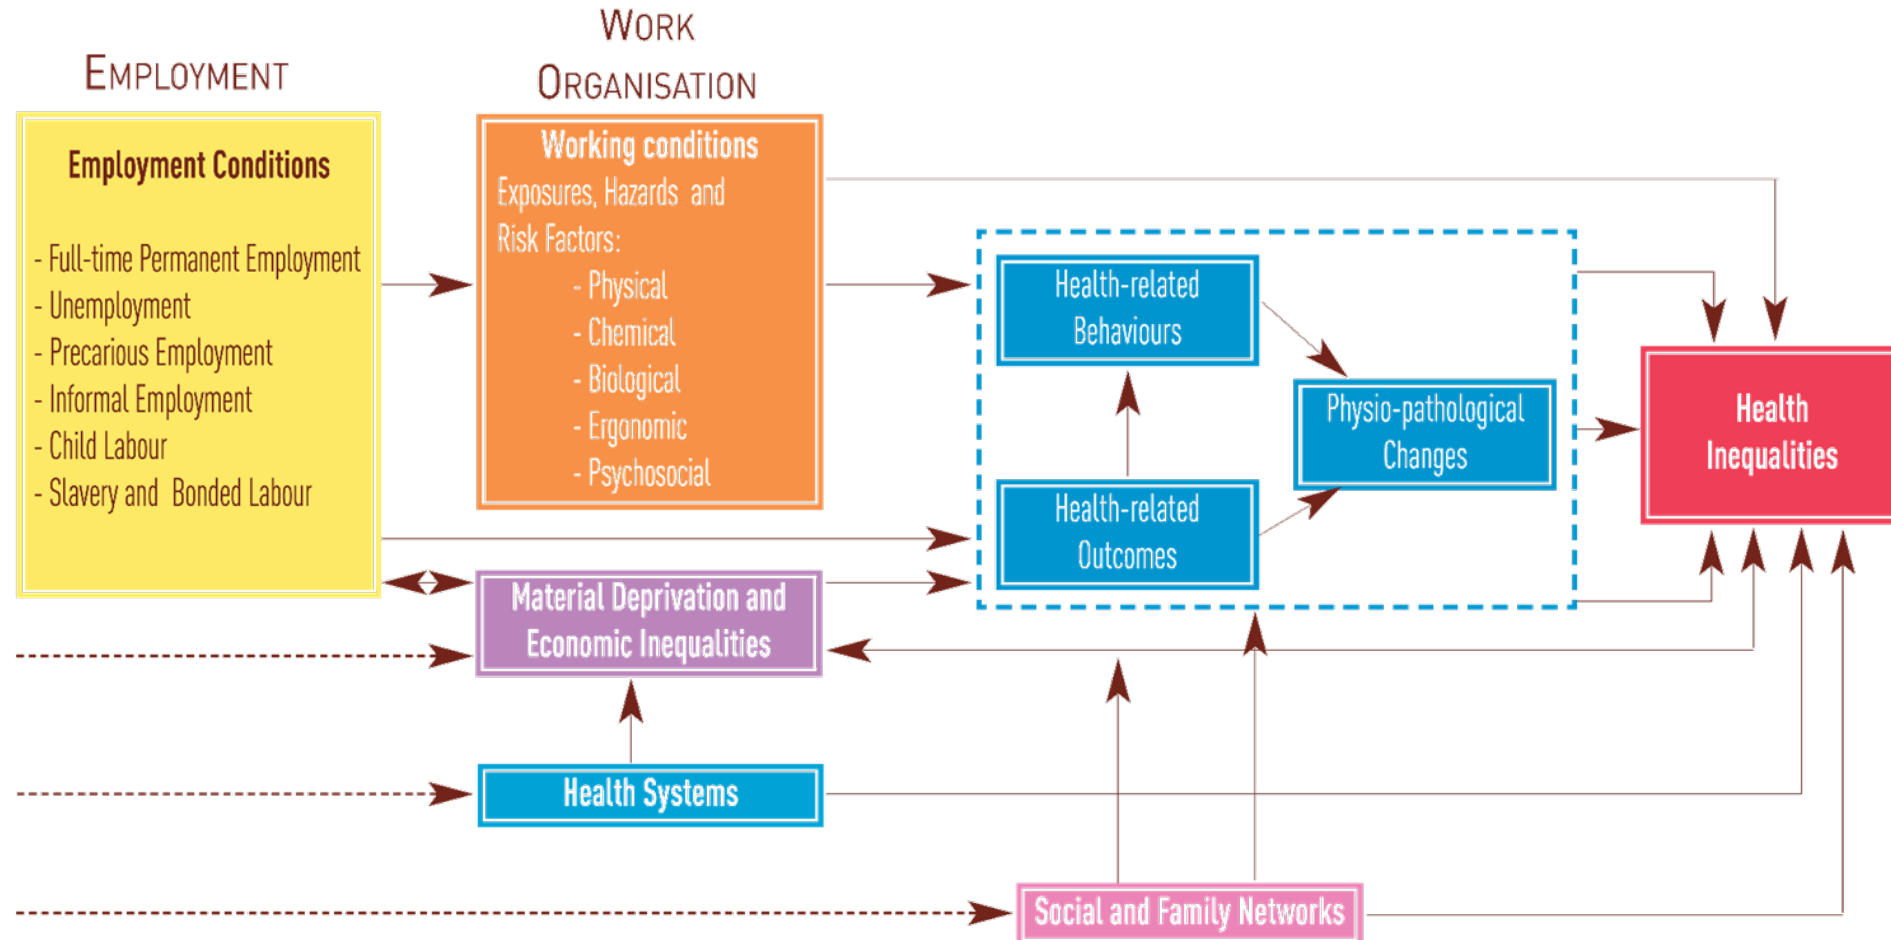 EMPLOYMENT
WORK
ORGANISATION
Employment Conditions
- Full-time Permanent Employment
- Unemployment
- Precarious Employment
- Informal Employment
- Child Labour
- Slavery and Bonded Labour
Working conditions
Exposures, Hazards and
Risk Factors:
- Physical
- Chemical
- Biological
- Ergonomic
- Psychosocial
Material Deprivation and
Economic Inequalities
Health Systems
Health-related
Behaviours
Health-related
Outcomes
Physio-pathological
Changes
Health
Inequalities
Social and Family Networks